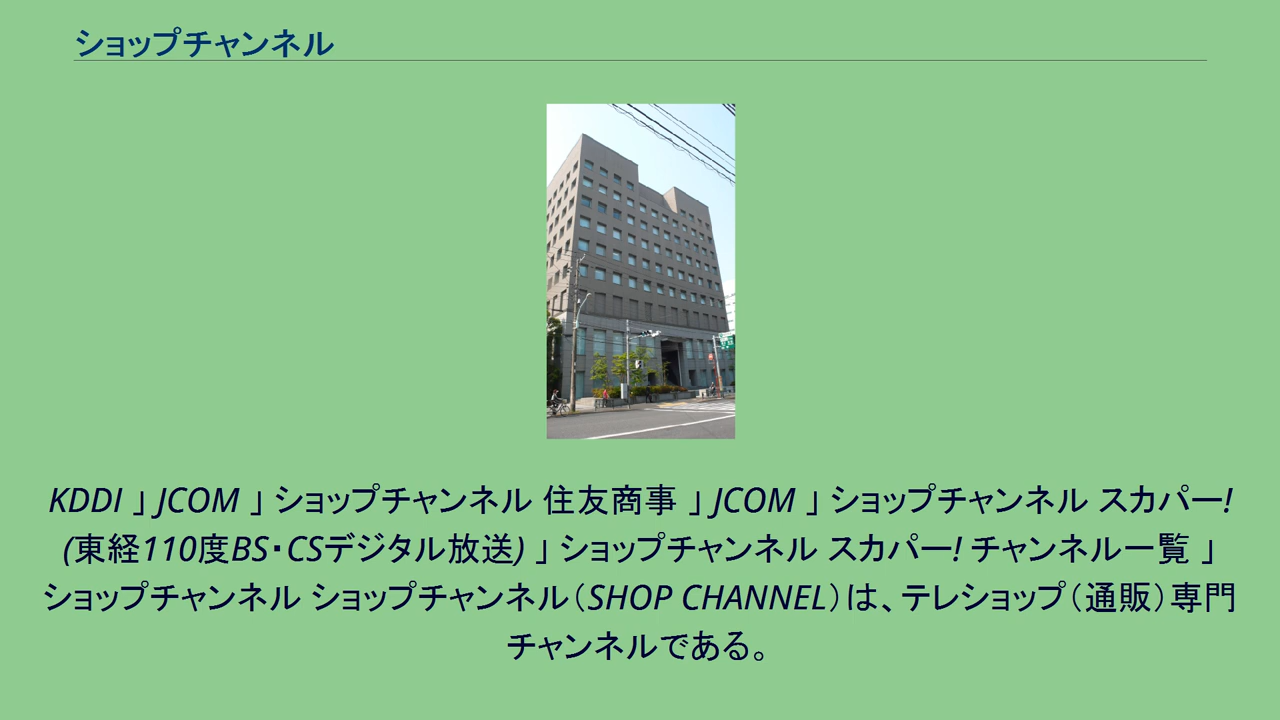 ショップチャンネル
KDDI 」 JCOM 」 ショップチャンネル 住友商事 」 JCOM 」 ショップチャンネル スカパー!
(東経110度BS・CSデジタル放送) 」 ショップチャンネル スカパー! チャンネル一覧 」
ショップチャンネル ショップチャンネル（SHOP CHANNEL）は、テレショップ（通販）専門
チャンネルである。